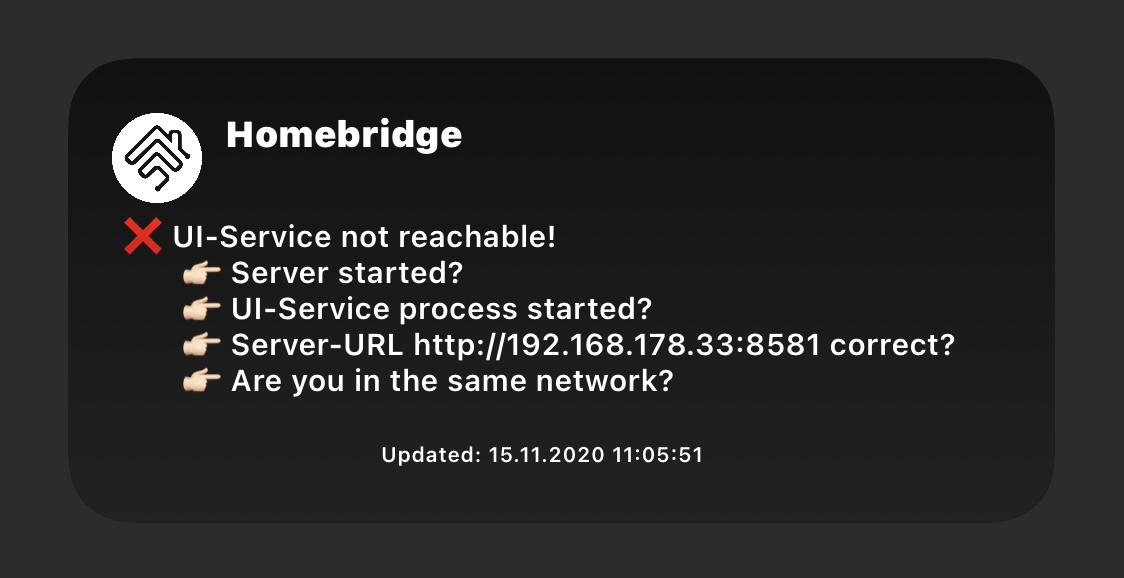 Homebridge
❌ UI-Service not reachable!
👉🏻 Server started?
👉🏻 UI-Service process started?
👉🏻 Server-URL http://192.168.178.33:8581 correct?
👉🏻 Are you in the same network?
Updated: 15.11.2020 11:05:51